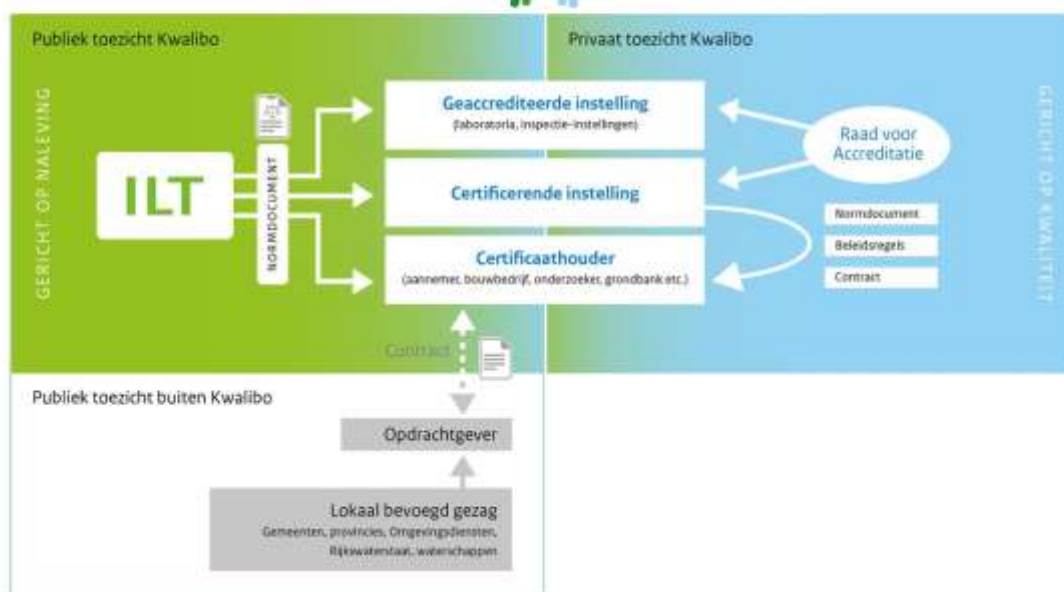 Publiek toezicht Kwalibo
Privaat toezicht Kwalibo
GERICHT OP NALEVING
ILT
NORMDOCUMENT
Geaccrediteerde instelling
(laboratoria, inspectie-instellingen)
Certificerende instelling
Certificaathouder
(aannemer, bouwbedrijf, onderzoeker, grondbank etc.)
Raad voor
Accreditatie
Normdocument
Beleidsregels
Contract
GERICHT OP KWALITEIT
Contract
Publiek toezicht buiten Kwalibo
Opdrachtgever
Lokaal bevoegd gezag
Gemeenten, provincies, Omgevingsdiensten,
Rijkswaterstaat, waterschappen